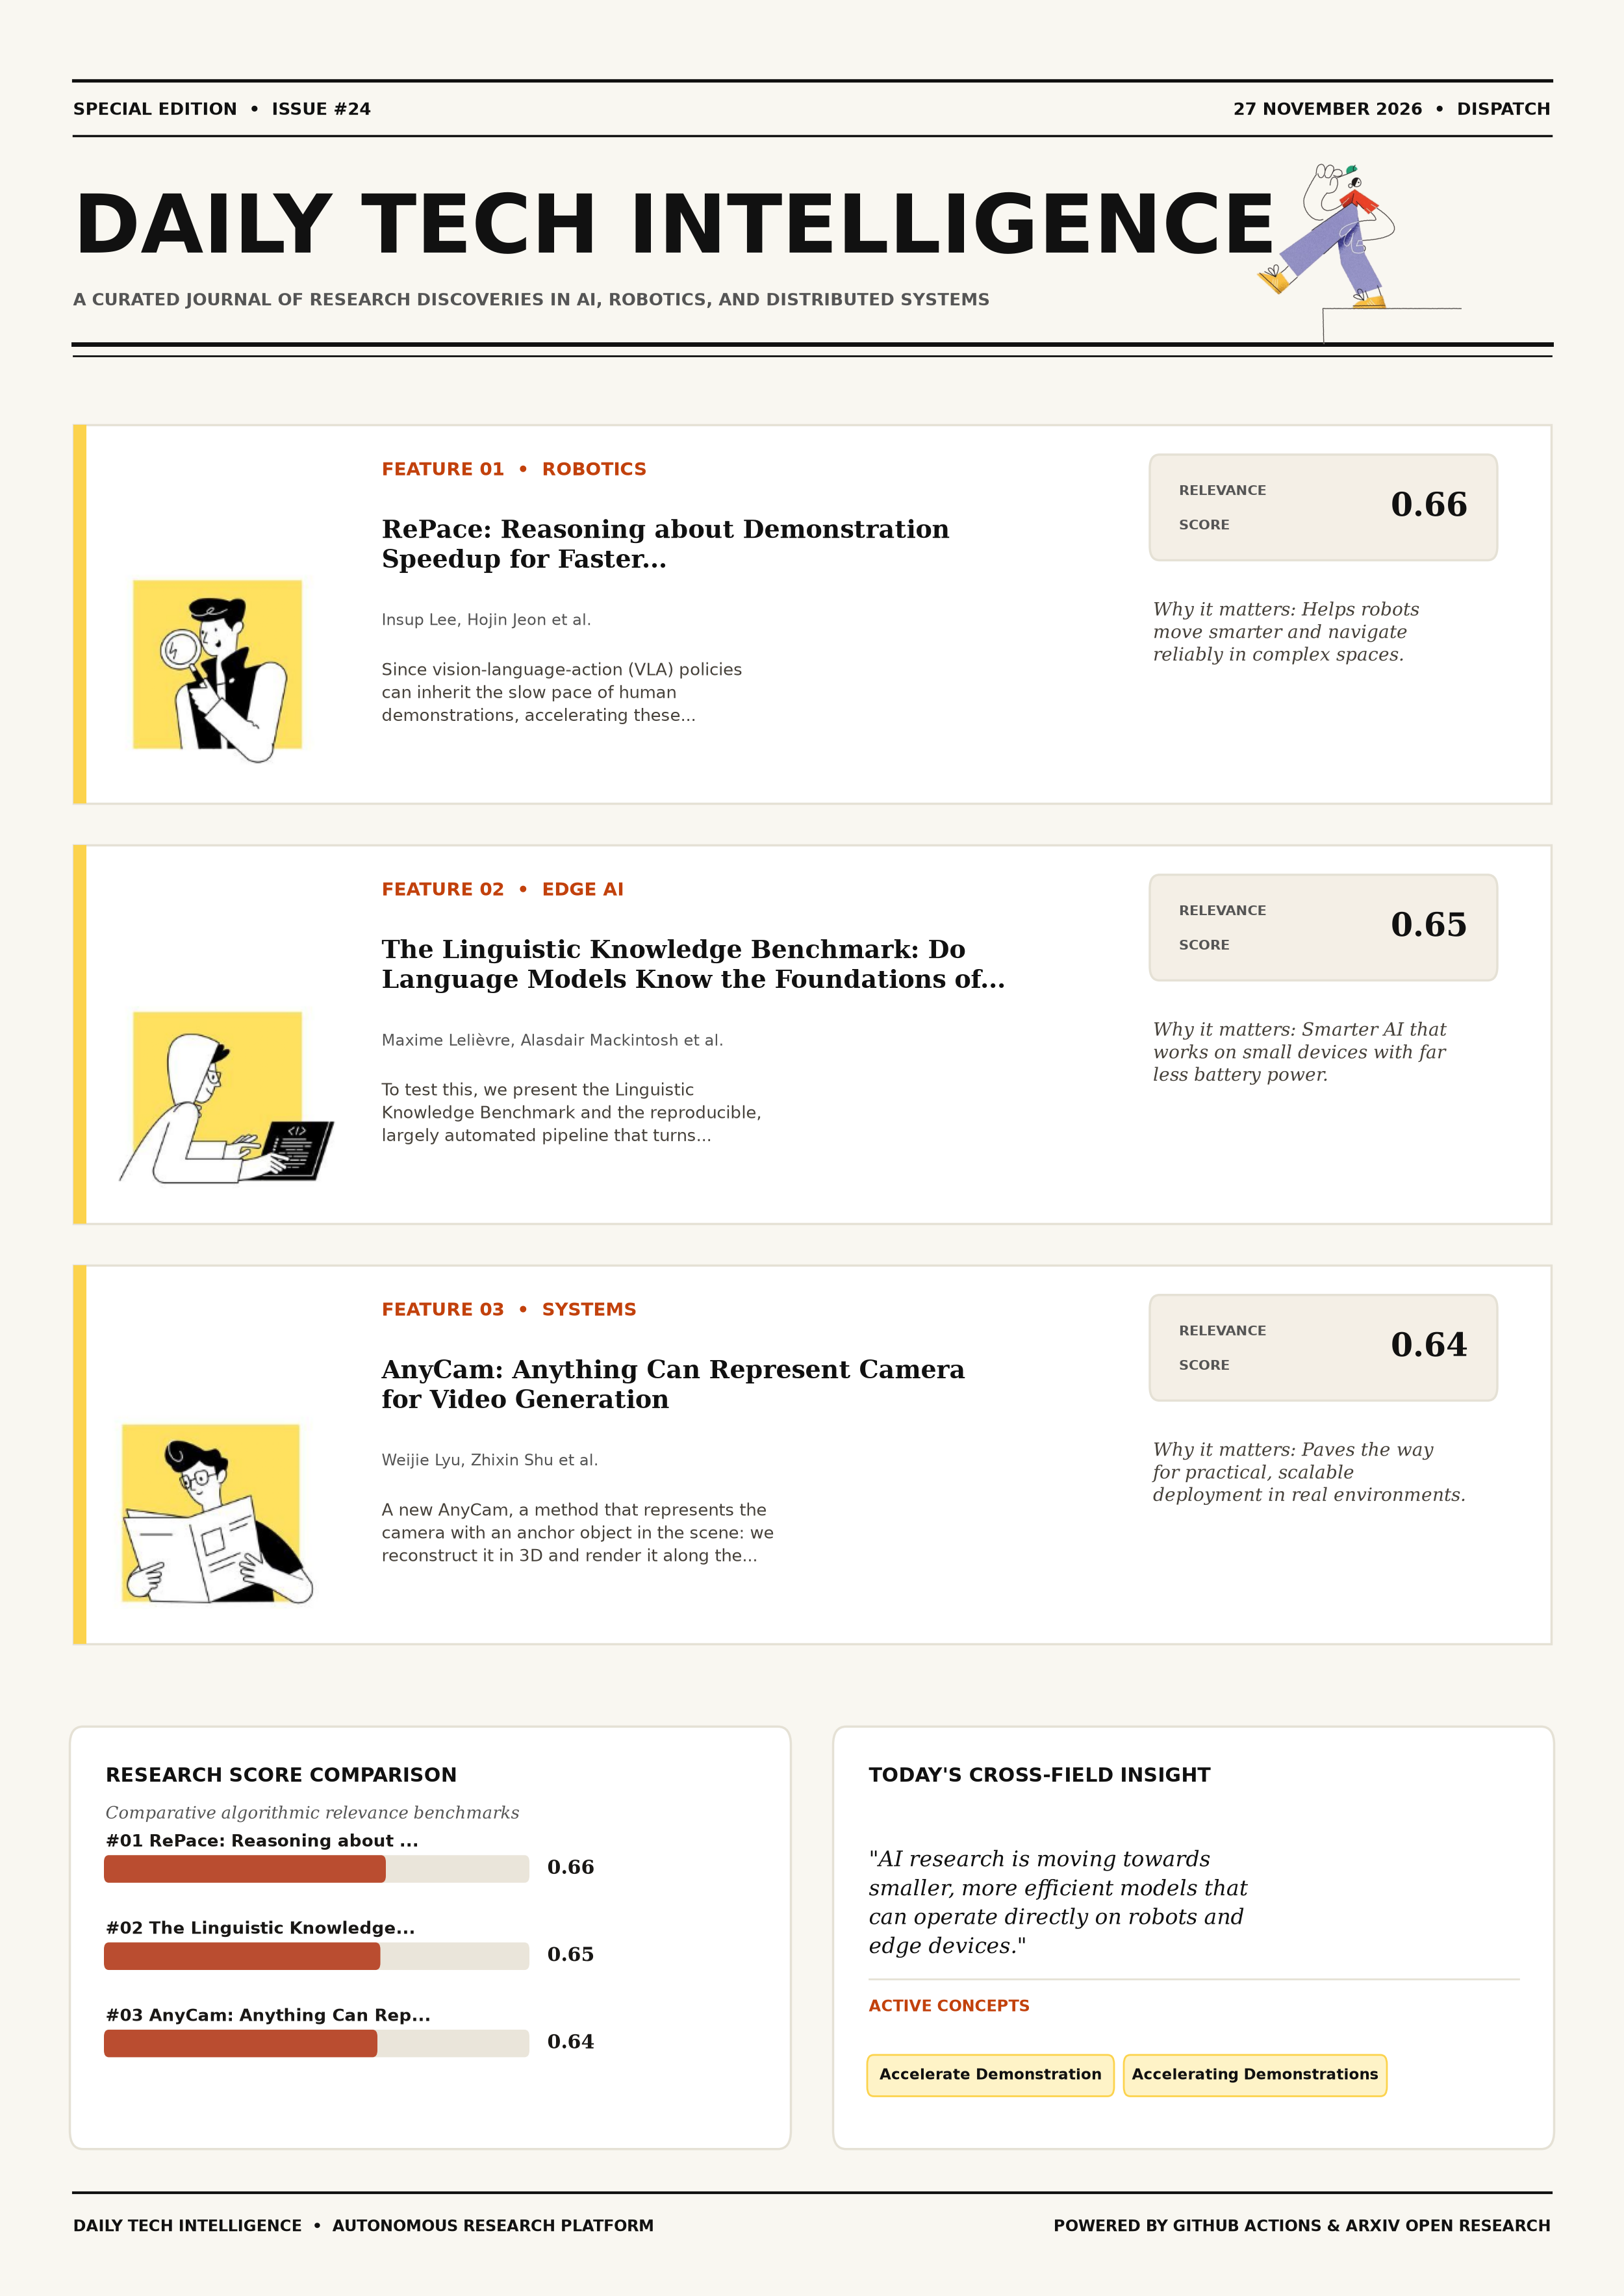 SPECIAL EDITION • ISSUE #24
27 NOVEMBER 2026 • DISPATCH
DAILY TECH INTELLIGENCE
A CURATED JOURNAL OF RESEARCH DISCOVERIES IN AI, ROBOTICS, AND DISTRIBUTED SYSTEMS
FEATURE 01 • ROBOTICS
RePace: Reasoning about Demonstration
Speedup for Faster...
Insup Lee, Hojin Jeon et al.
Since vision-language-action (VLA) policies
can inherit the slow pace of human
demonstrations, accelerating these...
RELEVANCE
SCORE
0.66
Why it matters: Helps robots
move smarter and navigate
reliably in complex spaces.
FEATURE 02 • EDGE AI
The Linguistic Knowledge Benchmark: Do
Language Models Know the Foundations of...
Maxime Lelièvre, Alasdair Mackintosh et al.
To test this, we present the Linguistic
Knowledge Benchmark and the reproducible,
largely automated pipeline that turns...
RELEVANCE
SCORE
0.65
Why it matters: Smarter AI that
works on small devices with far
less battery power.
</>
FEATURE 03 • SYSTEMS
AnyCam: Anything Can Represent Camera
for Video Generation
Weijie Lyu, Zhixin Shu et al.
A new AnyCam, a method that represents the
camera with an anchor object in the scene: we
reconstruct it in 3D and render it along the...
RELEVANCE
SCORE
0.64
Why it matters: Paves the way
for practical, scalable
deployment in real environments.
RESEARCH SCORE COMPARISON
Comparative algorithmic relevance benchmarks
#01 RePace: Reasoning about ...
0.66
#02 The Linguistic Knowledge...
0.65
#03 AnyCam: Anything Can Rep...
0.64
TODAY'S CROSS-FIELD INSIGHT
"AI research is moving towards
smaller, more efficient models that
can operate directly on robots and
edge devices."
ACTIVE CONCEPTS
Accelerate Demonstration
Accelerating Demonstrations
DAILY TECH INTELLIGENCE • AUTONOMOUS RESEARCH PLATFORM
POWERED BY GITHUB ACTIONS & ARXIV OPEN RESEARCH